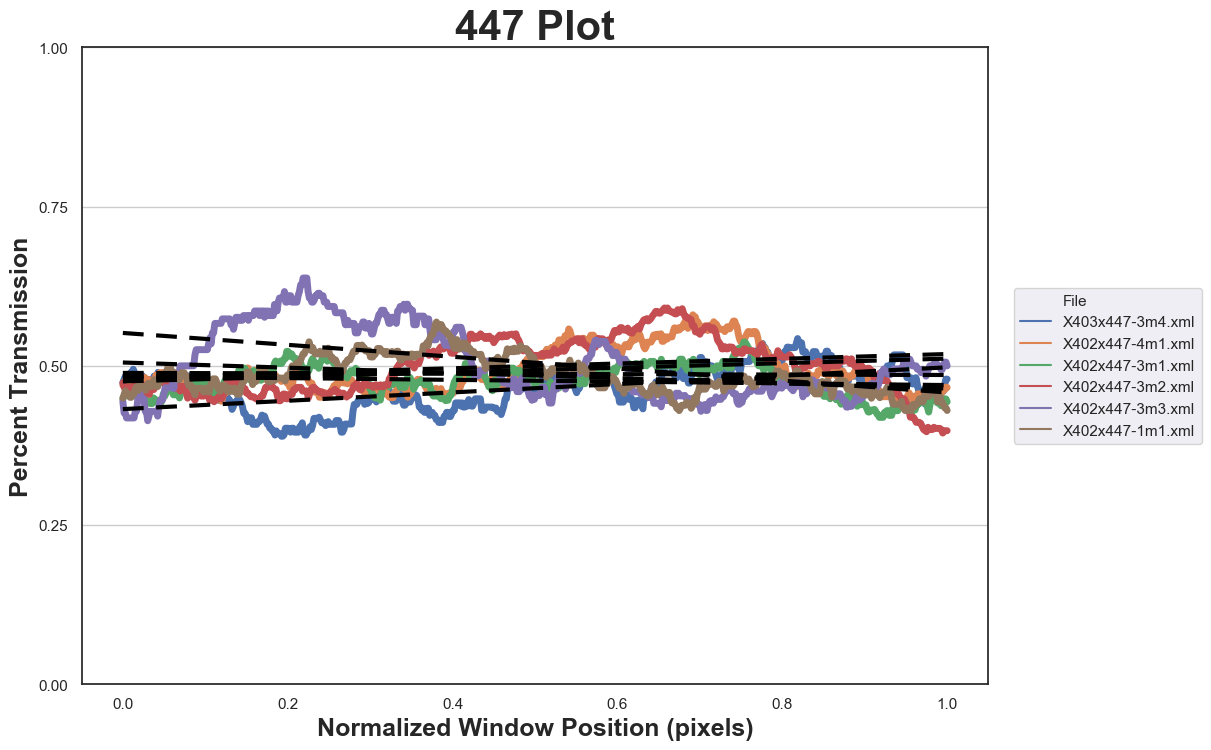 447 Plot
1.00
0.75
0.50
0.25
0.00
Percent Transmission
0.0 0.2 0.4 0.6 0.8 1.0
Normalized Window Position (pixels)
File
X403x447-3m4.xml
X402x447-4m1.xml
X402x447-3m1.xml
X402x447-3m2.xml
X402x447-3m3.xml
X402x447-1m1.xml